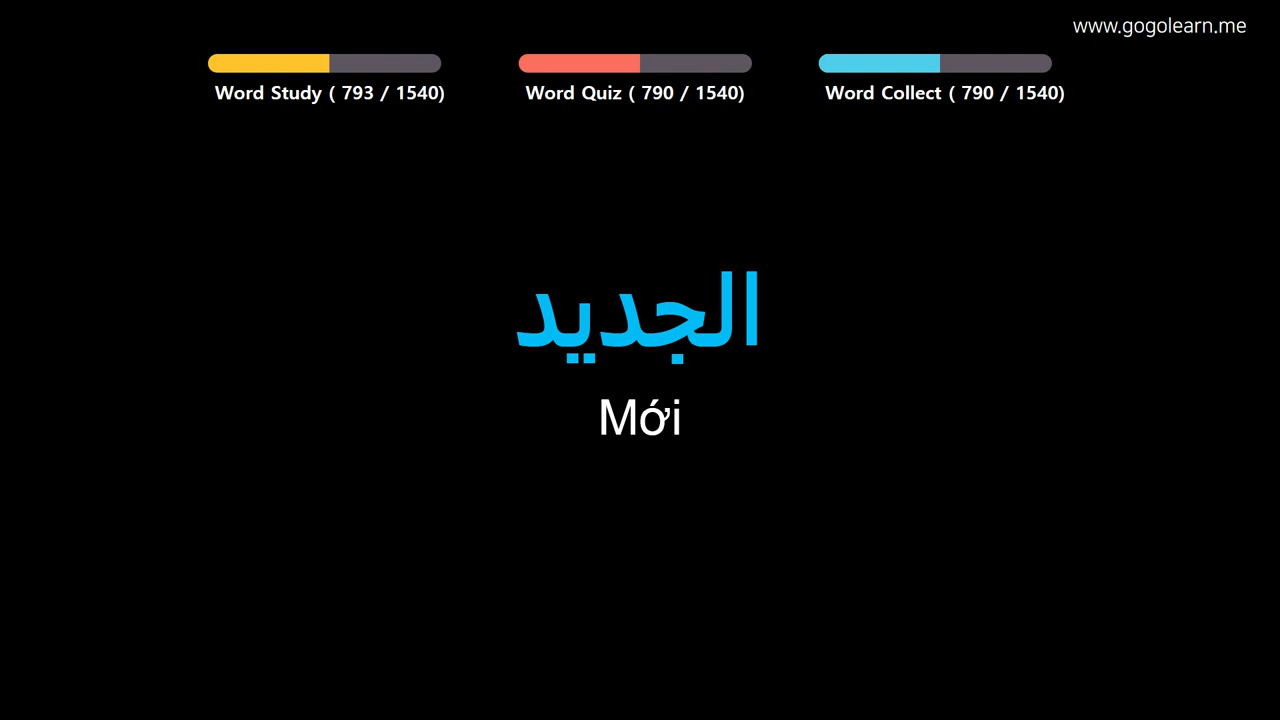 www.gogolearn.me
Word Study ( 793 / 1540)
Word Quiz ( 790 / 1540)
Word Collect ( 790 / 1540)
الجديد
Mới